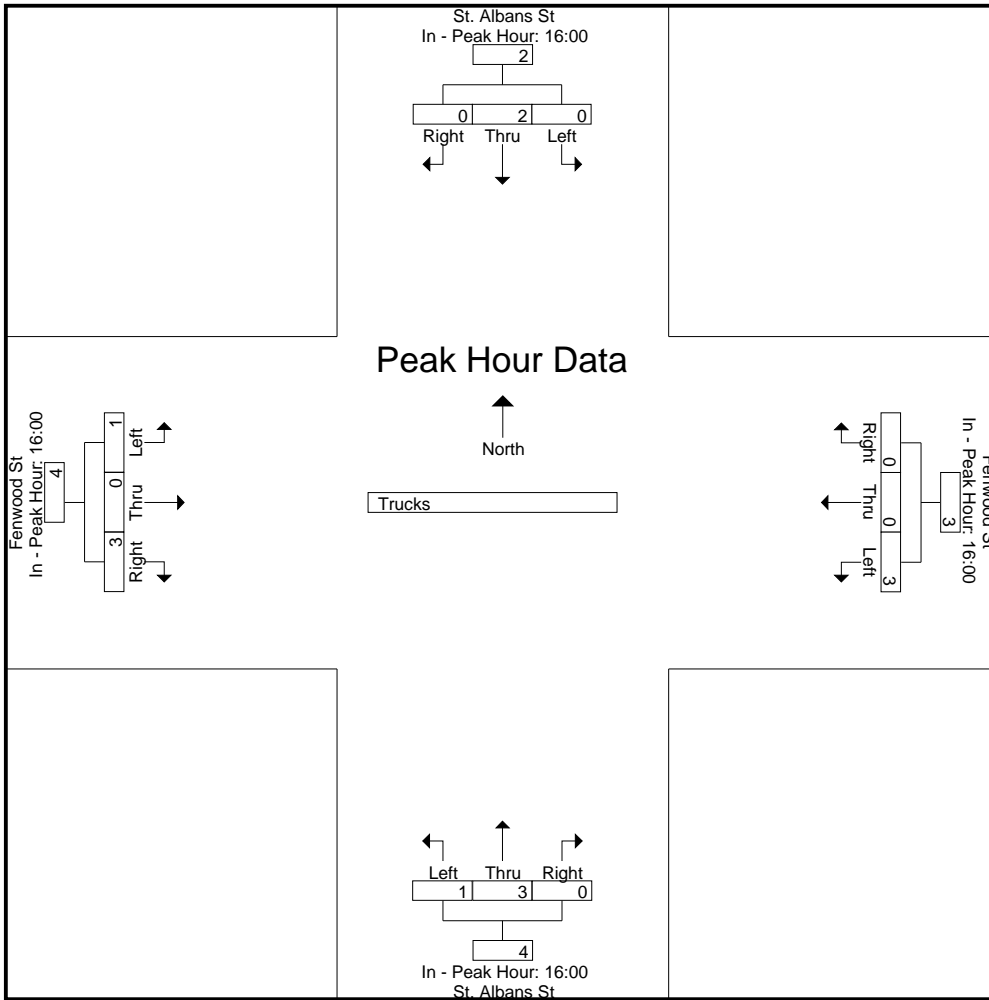 St. Albans St
In - Peak Hour: 16:00
2
0 2 0
Right Thru Left
Peak Hour Data
North
Trucks
Fenwood St
In - Peak Hour: 16:00
4
1 0 3
Left Thru Right
Fenwood St
In - Peak Hour: 16:00
3
0 0 3
Right Thru Left
Left Thru Right
1 3 0
4
In - Peak Hour: 16:00
St. Albans St